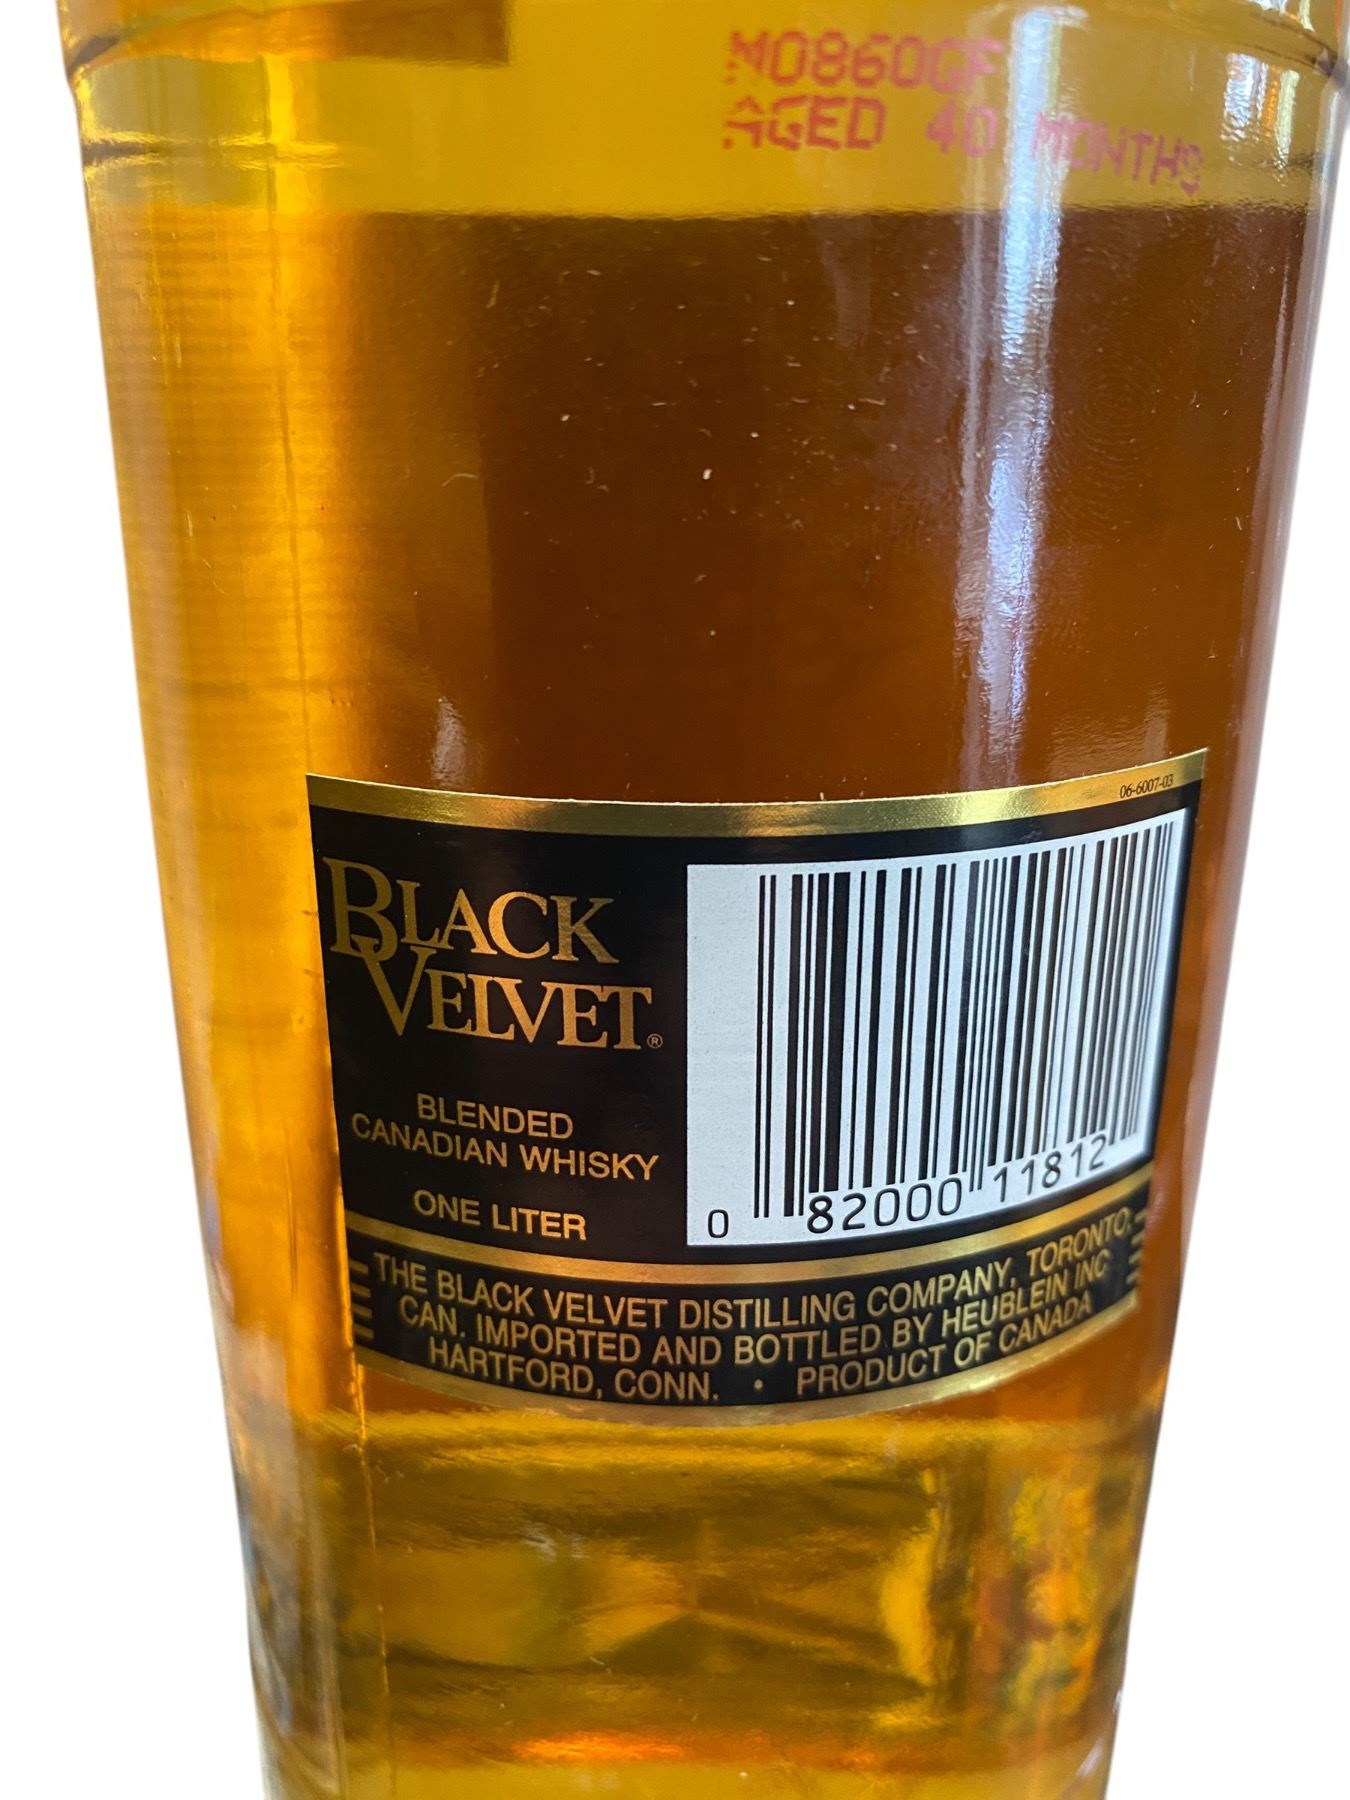 M0860GF
AGED 40 MONTHS
06-6007-03
BLACK
VELVET®
BLENDED
CANADIAN WHISKY
ONE LITER
0 82000 11812
THE BLACK VELVET DISTILLING COMPANY, TORONTO,
CAN. IMPORTED AND BOTTLED BY HEUBLEIN INC
HARTFORD, CONN. • PRODUCT OF CANADA